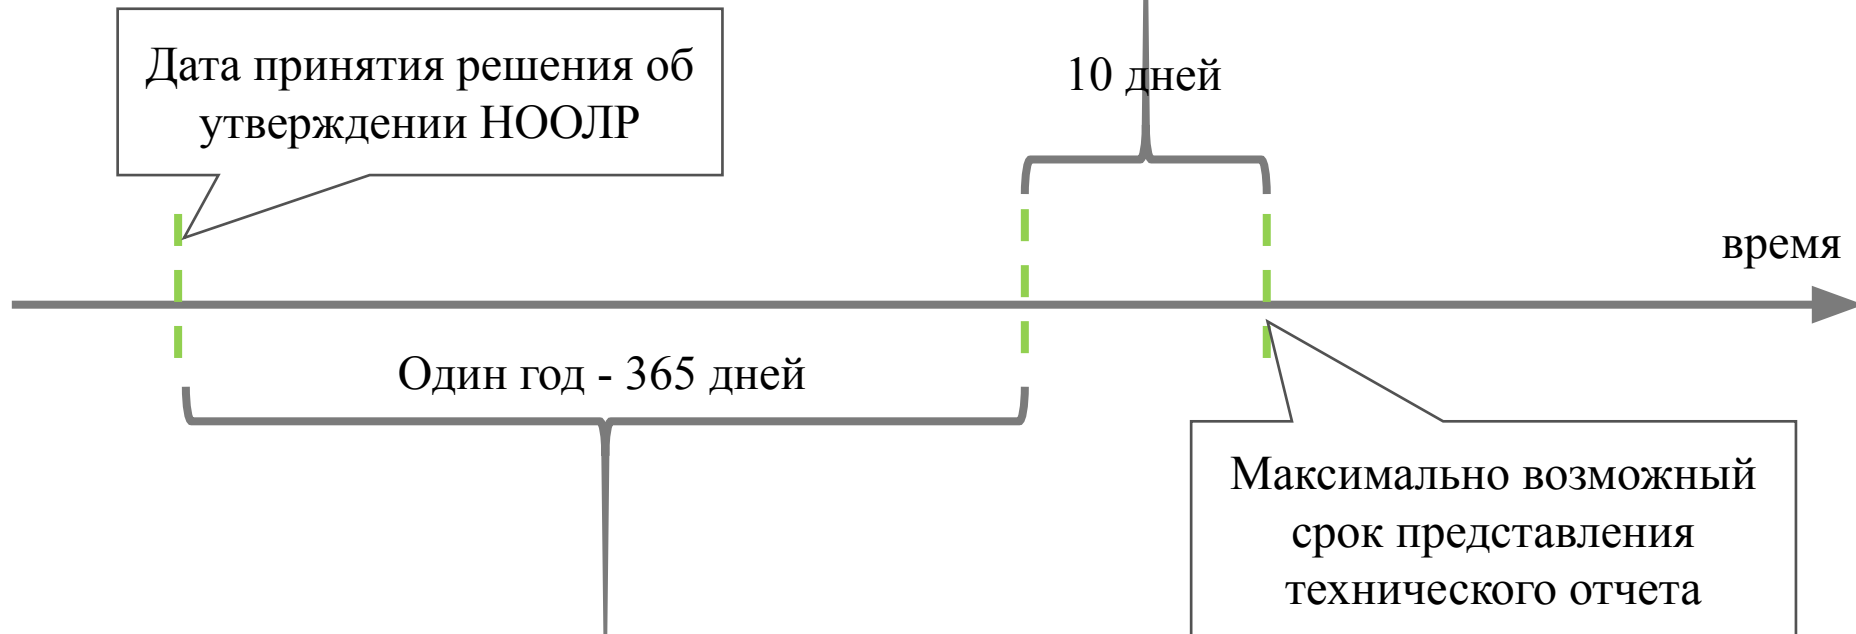 Дата принятия решения об
утверждении НООЛР
10 дней
время
Один год - 365 дней
Максимально возможный
срок представления
технического отчета